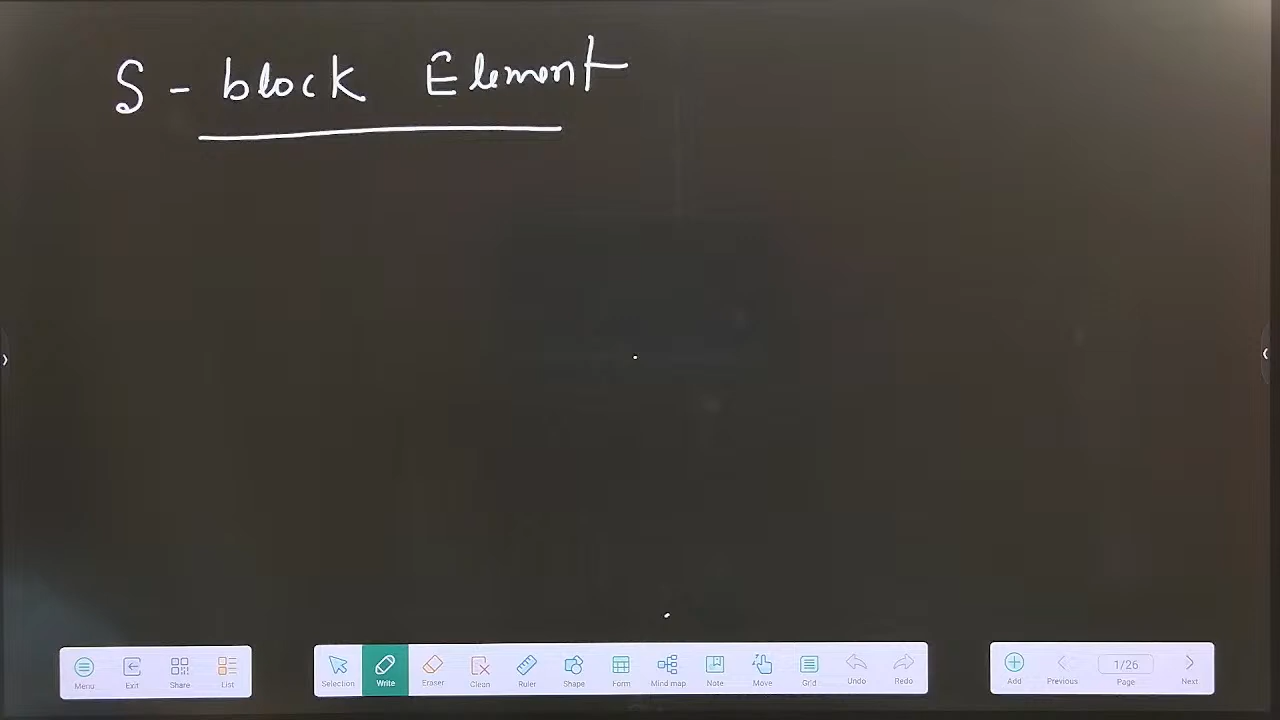 S - block Element
Menu Exit Share List Selection Write Eraser Clean Ruler Shape Form Mind map Note Move Grid Undo Redo Add Previous 1/26 Page Next